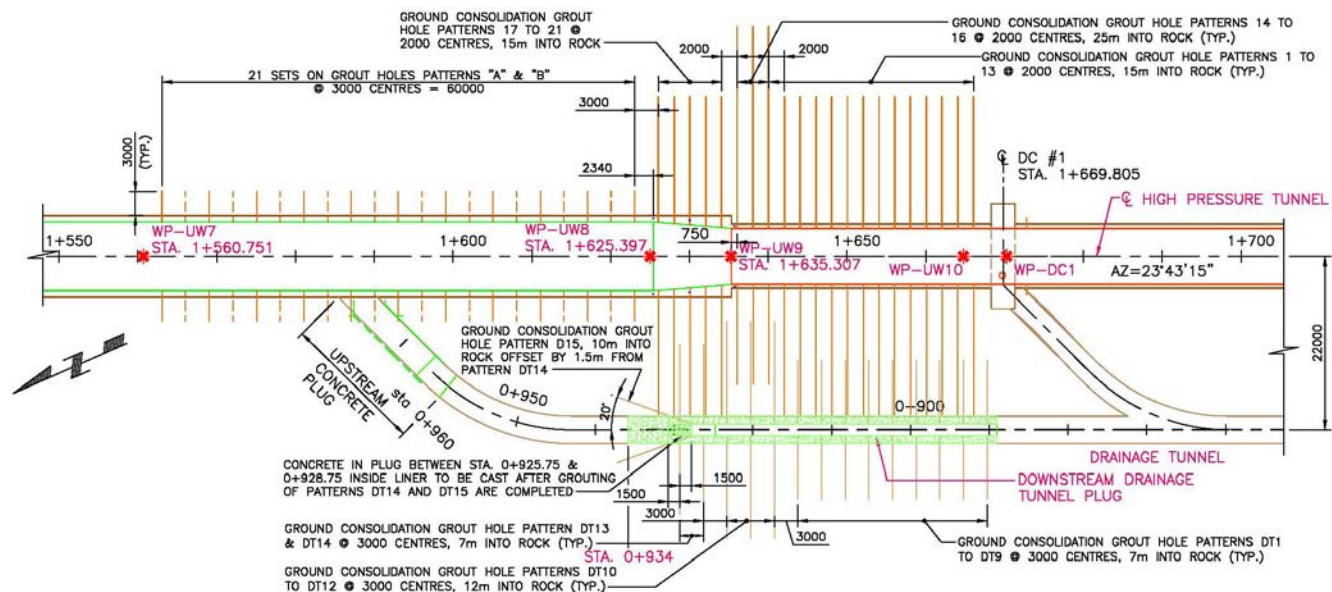 GROUND CONSOLIDATION GROUT
HOLE PATTERNS 17 TO 21 @
2000 CENTRES, 15m INTO ROCK
2000
2000
GROUND CONSOLIDATION GROUT HOLE PATTERNS 14 TO
16 @ 2000 CENTRES, 25m INTO ROCK (TYP.)
GROUND CONSOLIDATION GROUT HOLE PATTERNS 1 TO
13 @ 2000 CENTRES, 15m INTO ROCK (TYP.)
21 SETS ON GROUT HOLES PATTERNS "A" & "B"
@ 3000 CENTRES = 60000
3000
3000
(TYP.)
2340
℄ DC #1
STA. 1+669.805
℄ HIGH PRESSURE TUNNEL
1+550
WP-UW7
STA. 1+560.751
1+600
WP-UW8
STA. 1+625.397
750
WP-UW9
STA. 1+635.307
1+650
WP-UW10
WP-DC1
1+700
AZ=23°43'15"
22000
UPSTREAM
CONCRETE
PLUG
sta 0+960
0+950
GROUND CONSOLIDATION GROUT
HOLE PATTERN D15, 10m INTO
ROCK OFFSET BY 1.5m FROM
PATTERN DT14
20°
0-900
DRAINAGE TUNNEL
DOWNSTREAM DRAINAGE
TUNNEL PLUG
CONCRETE IN PLUG BETWEEN STA. 0+925.75 &
0+928.75 INSIDE LINER TO BE CAST AFTER GROUTING
OF PATTERNS DT14 AND DT15 ARE COMPLETED
1500
1500
3000
3000
GROUND CONSOLIDATION GROUT HOLE PATTERN DT13
& DT14 @ 3000 CENTRES, 7m INTO ROCK (TYP.)
STA. 0+934
GROUND CONSOLIDATION GROUT HOLE PATTERNS DT10
TO DT12 @ 3000 CENTRES, 12m INTO ROCK (TYP.)
GROUND CONSOLIDATION GROUT HOLE PATTERNS DT1
TO DT9 @ 3000 CENTRES, 7m INTO ROCK (TYP.)